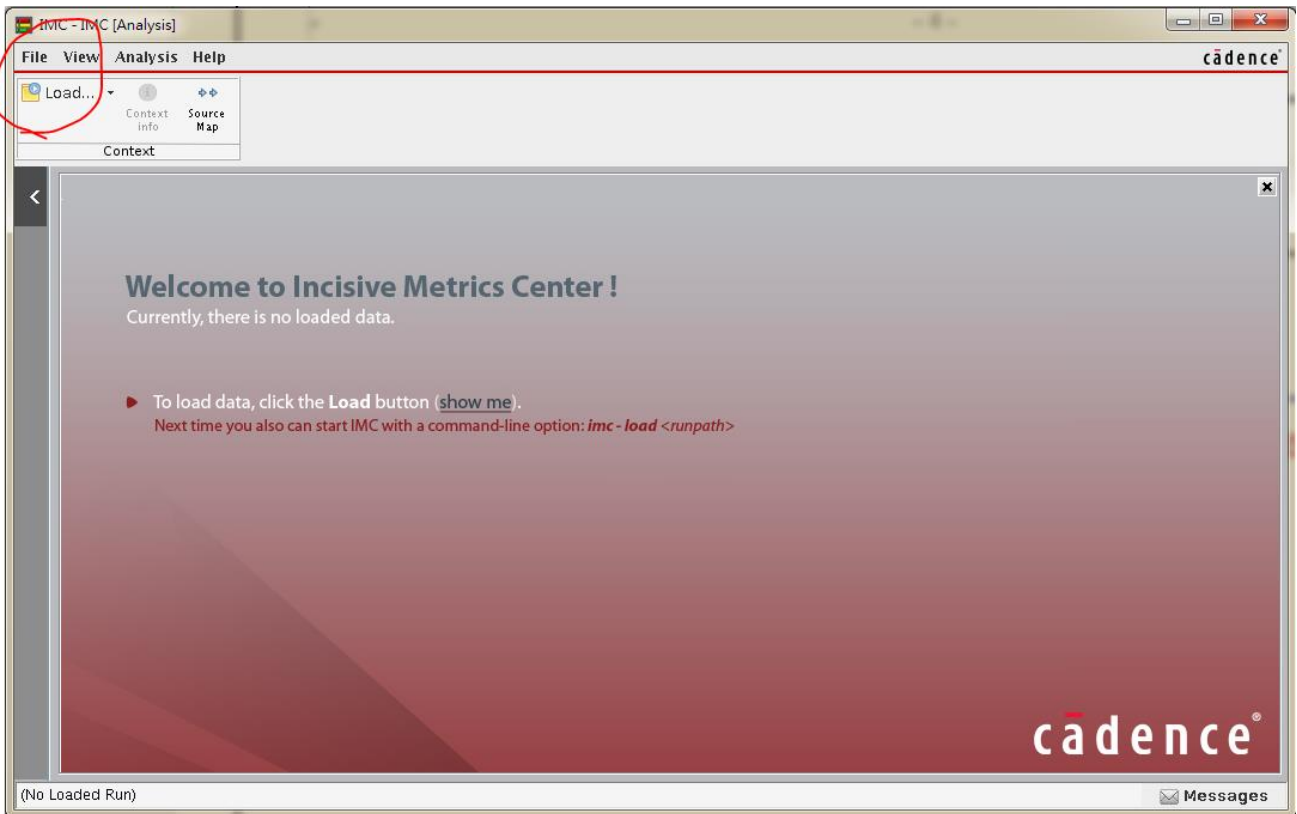 IMC - IMC [Analysis]
File View Analysis Help
cādence
Load...
Context info
Source Map
Context
Welcome to Incisive Metrics Center !
Currently, there is no loaded data.
To load data, click the Load button (show me).
Next time you also can start IMC with a command-line option: imc - load <runpath>
cādence®
(No Loaded Run)
Messages